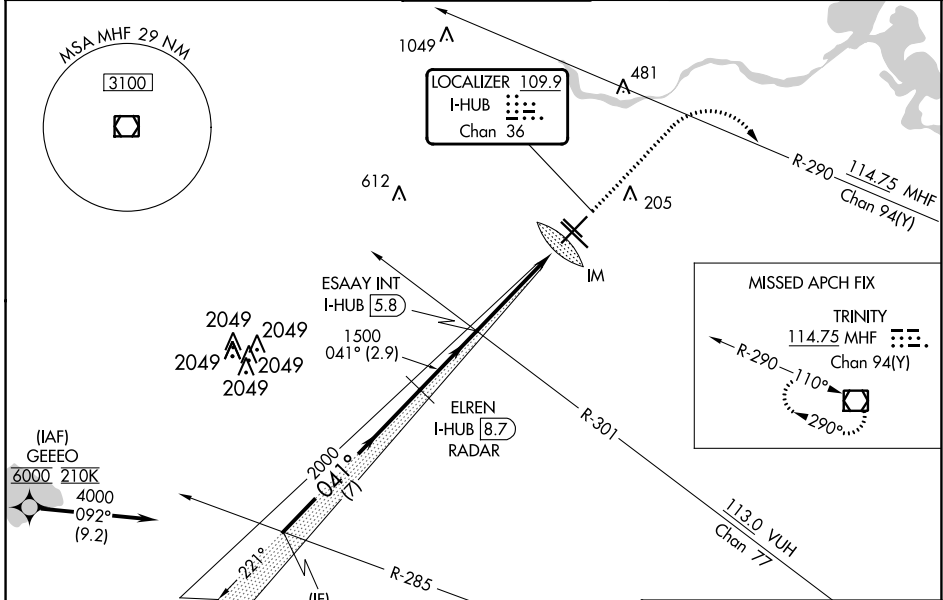 MSA MHF 29 NM
3100
1049
481
LOCALIZER 109.9
I-HUB
Chan 36
R-290
114.75 MHF
Chan 94(Y)
612
205
IM
ESAAY INT
I-HUB 5.8
1500
041° (2.9)
2049
2049
2049
2049
2049
ELREN
I-HUB 8.7
RADAR
MISSED APCH FIX
TRINITY
114.75 MHF
Chan 94(Y)
R-290
110°
290°
R-301
113.0 VUH
Chan 77
(IAF)
GEEEO
6000 210K
4000
092°
(9.2)
2000
041°
(7)
221°
R-285
(IF)